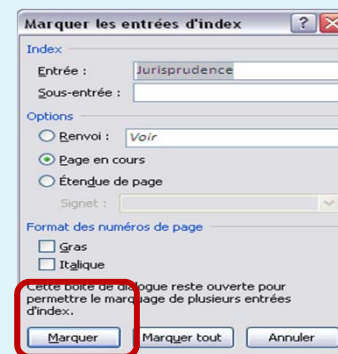 Marquer les entrées d'index
Index
Entrée : Jurisprudence
Sous-entrée :
Options
Renvoi : Voir
Page en cours
Étendue de page
Signet :
Format des numéros de page
Gras
Italique
Cette boîte de dialogue reste ouverte pour
permettre le marquage de plusieurs entrées
d'index.
Marquer Marquer tout Annuler